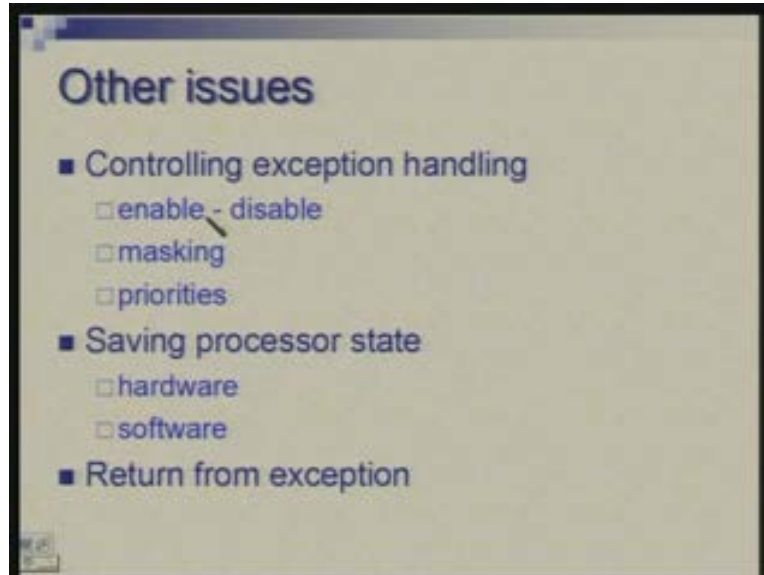 Other issues
Controlling exception handling
enable - disable
masking
priorities
Saving processor state
hardware
software
Return from exception